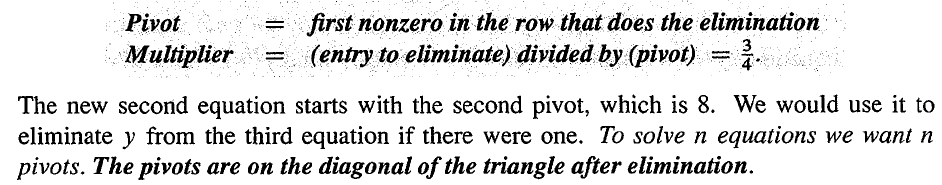 Pivot = first nonzero in the row that does the elimination
Multiplier = (entry to eliminate) divided by (pivot) = 3/4.
The new second equation starts with the second pivot, which is 8. We would use it to
eliminate y from the third equation if there were one. To solve n equations we want n
pivots. The pivots are on the diagonal of the triangle after elimination.